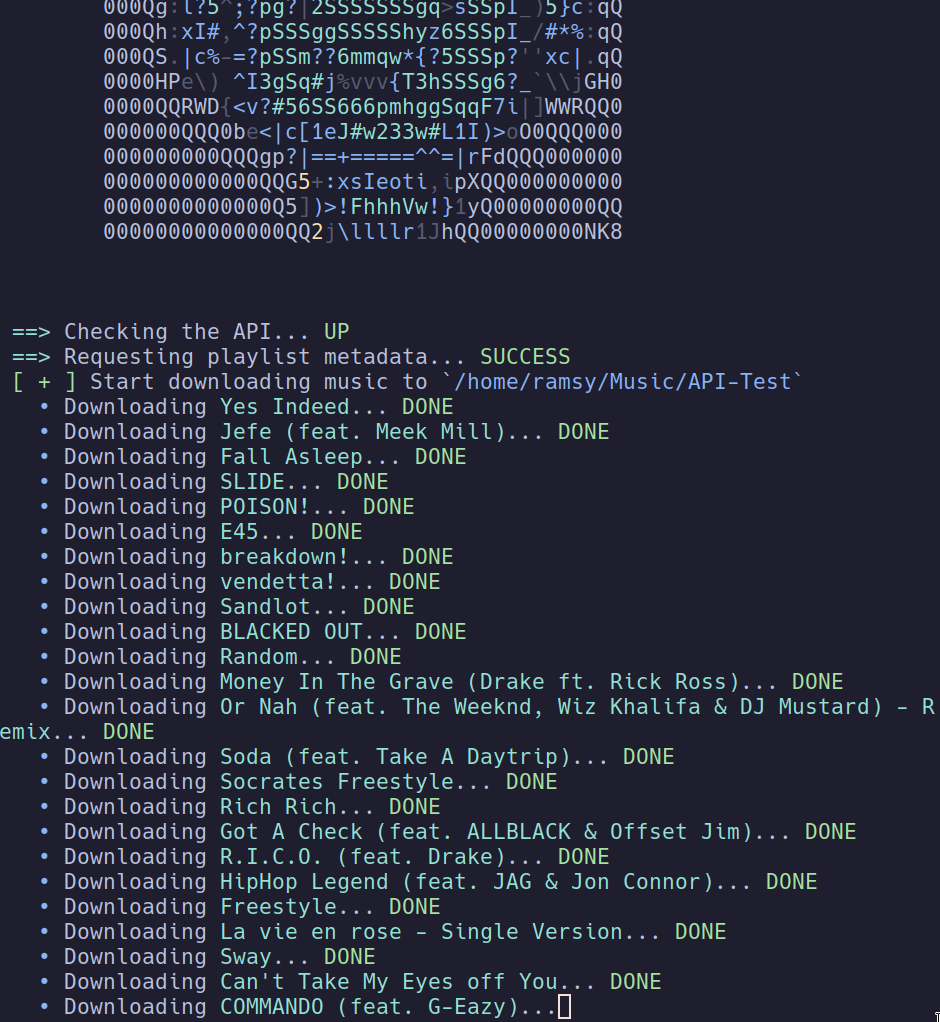 000Qg:l?5^;?pg?|2SSSSSSSgq>sSSpI_)5}c:qQ
000Qh:xI#,^?pSSSggSSSSShyz6SSSpI_/#*%:qQ
000QS.|c%-=?pSSm??6mmqw*{?5SSSp?''xc|.qQ
0000HPe\) ^I3gSq#j%vvv{T3hSSSg6?_`\\jGH0
0000QQRWD{<v?#56SS666pmhggSqqF7i|]WWRQQ0
000000QQQ0be<|c[1eJ#w233w#L1I)>oO0QQQ000
000000000QQQgp?|==+=====^^=|rFdQQQ000000
0000000000000QQG5+:xsIeoti,ipXQQ000000000
0000000000000Q5])>!FhhhVw!}1yQ00000000QQ
00000000000000QQ2j\llllr1JhQQ00000000NK8
==> Checking the API... UP
==> Requesting playlist metadata... SUCCESS
[ + ] Start downloading music to `/home/ramsy/Music/API-Test`
• Downloading Yes Indeed... DONE
• Downloading Jefe (feat. Meek Mill)... DONE
• Downloading Fall Asleep... DONE
• Downloading SLIDE... DONE
• Downloading POISON!... DONE
• Downloading E45... DONE
• Downloading breakdown!... DONE
• Downloading vendetta!... DONE
• Downloading Sandlot... DONE
• Downloading BLACKED OUT... DONE
• Downloading Random... DONE
• Downloading Money In The Grave (Drake ft. Rick Ross)... DONE
• Downloading Or Nah (feat. The Weeknd, Wiz Khalifa & DJ Mustard) - R
emix... DONE
• Downloading Soda (feat. Take A Daytrip)... DONE
• Downloading Socrates Freestyle... DONE
• Downloading Rich Rich... DONE
• Downloading Got A Check (feat. ALLBLACK & Offset Jim)... DONE
• Downloading R.I.C.O. (feat. Drake)... DONE
• Downloading HipHop Legend (feat. JAG & Jon Connor)... DONE
• Downloading Freestyle... DONE
• Downloading La vie en rose - Single Version... DONE
• Downloading Sway... DONE
• Downloading Can't Take My Eyes off You... DONE
• Downloading COMMANDO (feat. G-Eazy)...